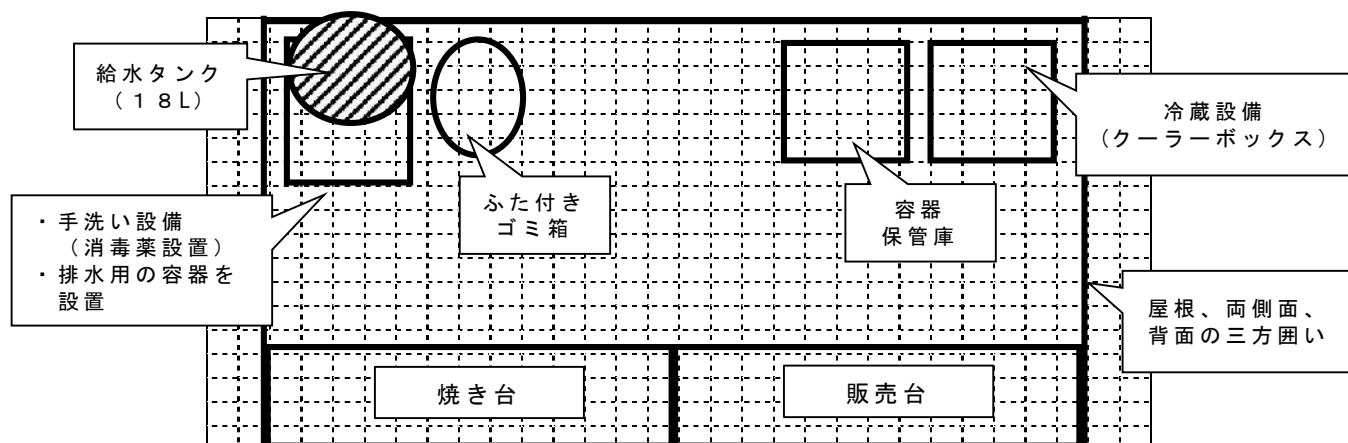 給水タンク
（１８L）
冷蔵設備
（クーラーボックス）
・手洗い設備
（消毒薬設置）
・排水用の容器を
設置
ふた付き
ゴミ箱
容器
保管庫
屋根、両側面、
背面の三方囲い
焼き台
販売台